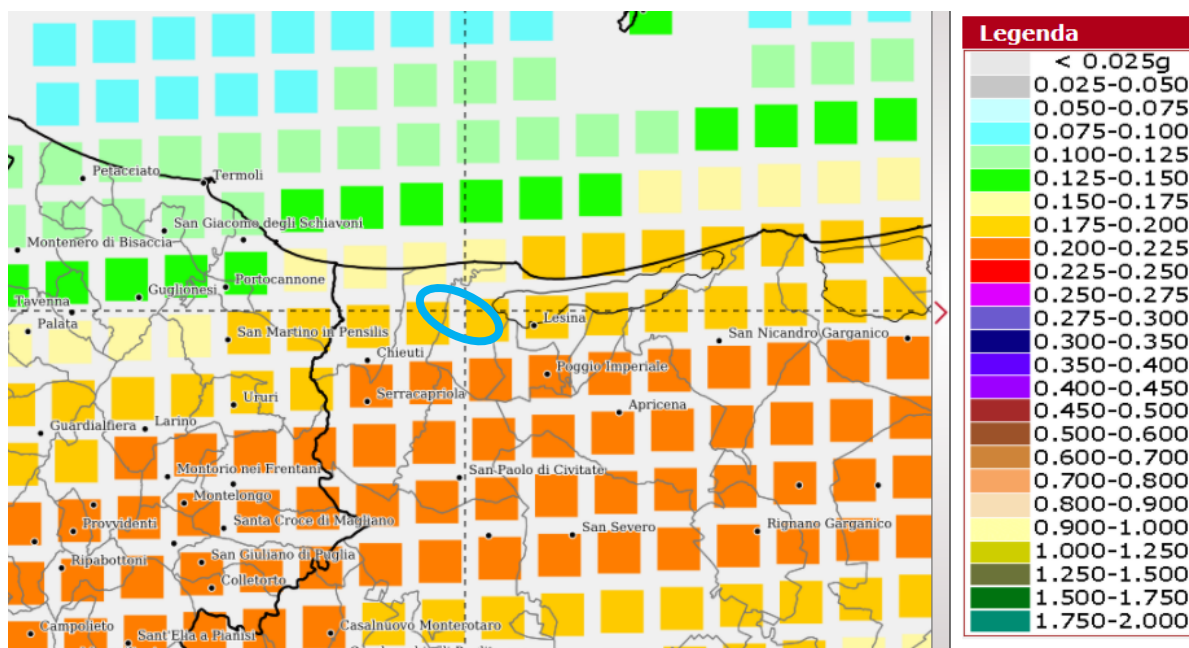 Legenda
< 0.025g
0.025-0.050
0.050-0.075
0.075-0.100
0.100-0.125
0.125-0.150
0.150-0.175
0.175-0.200
0.200-0.225
0.225-0.250
0.250-0.275
0.275-0.300
0.300-0.350
0.350-0.400
0.400-0.450
0.450-0.500
0.500-0.600
0.600-0.700
0.700-0.800
0.800-0.900
0.900-1.000
1.000-1.250
1.250-1.500
1.500-1.750
1.750-2.000
Petacciato
Termoli
San Giacomo degli Schiavoni
Montenero di Bisaccia
Portocannone
Guglionesi
Tavenna
Palata
San Martino in Pensilis
Lesina
San Nicandro Garganico
Chieuti
Poggio Imperiale
Serracapriola
Ururi
Apricena
Guardialfiera
Larino
Montorio nei Frentani
San Paolo di Civitate
Montelongo
Provvidenti
Santa Croce di Magliano
San Severo
Rignano Garganico
Ripabottoni
San Giuliano di Puglia
Colletorto
Campolieto
Sant'Elia a Pianisi
Casalnuovo Monterotaro